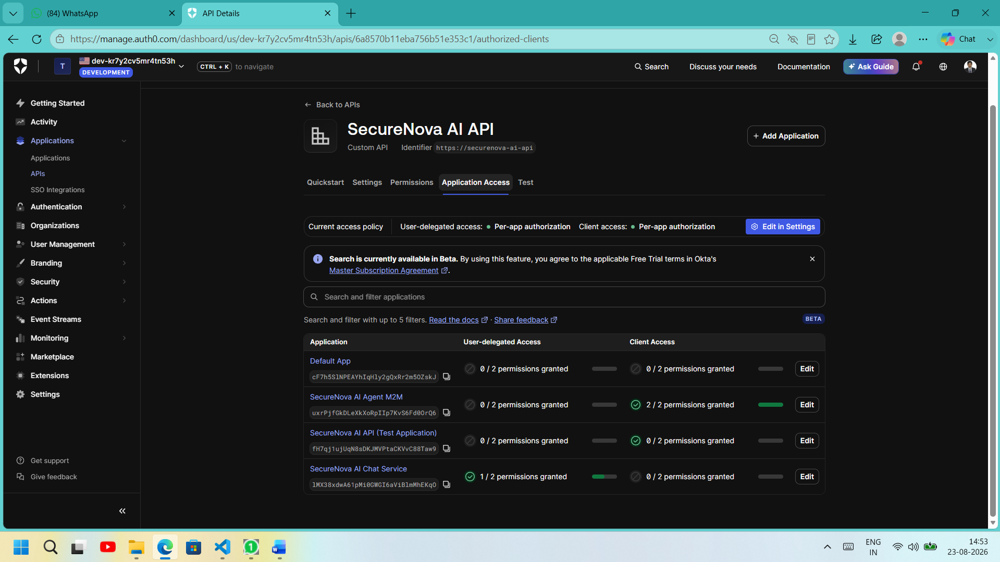 (84) WhatsApp
API Details
https://manage.auth0.com/dashboard/us/dev-kr7y2cv5mr4tn53h/apis/6a8570b11eba756b51e353c1/authorized-clients
Chat
T
dev-kr7y2cv5mr4tn53h
DEVELOPMENT
CTRL + K to navigate
Search
Discuss your needs
Documentation
Ask Guide
Getting Started
Activity
Applications
Applications
APIs
SSO Integrations
Authentication
Organizations
User Management
Branding
Security
Actions
Event Streams
Monitoring
Marketplace
Extensions
Settings
Get support
Give feedback
Back to APIs
SecureNova AI API
Custom API Identifier https://securenova-ai-api
+ Add Application
Quickstart Settings Permissions Application Access Test
Current access policy User-delegated access: Per-app authorization Client access: Per-app authorization Edit in Settings
Search is currently available in Beta. By using this feature, you agree to the applicable Free Trial terms in Okta's
Master Subscription Agreement.
Search and filter applications
Search and filter with up to 5 filters. Read the docs · Share feedback BETA
Application User-delegated Access Client Access
Default App
cF7h5SlNPEAYhIqHly2gQxRr2m5OZskJ
0 / 2 permissions granted 0 / 2 permissions granted Edit
SecureNova AI Agent M2M
uxrPjfGkDLeXkXoRpIIp7KvS6Fd0OrQ6
0 / 2 permissions granted 2 / 2 permissions granted Edit
SecureNova AI API (Test Application)
fH7qj1ujUqN8sDKJMVPtaCKVvC88Taw9
0 / 2 permissions granted 0 / 2 permissions granted Edit
SecureNova AI Chat Service
lMX38xdwA61pMi0GWGI6aViBlmMhEKqO
1 / 2 permissions granted 0 / 2 permissions granted Edit
1
W
ENG
IN
14:53
23-08-2026